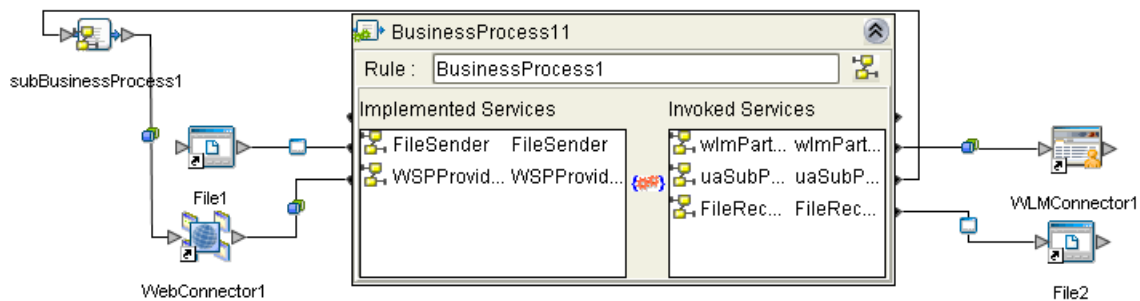 BusinessProcess11
subBusinessProcess1
Rule : BusinessProcess1
Implemented Services Invoked Services
FileSender FileSender wlmPart... wlmPart...
WSPProvid... WSPProvid... uaSubP... uaSubP...
FileRec... FileRec...
File1
WLMConnector1
WebConnector1
File2